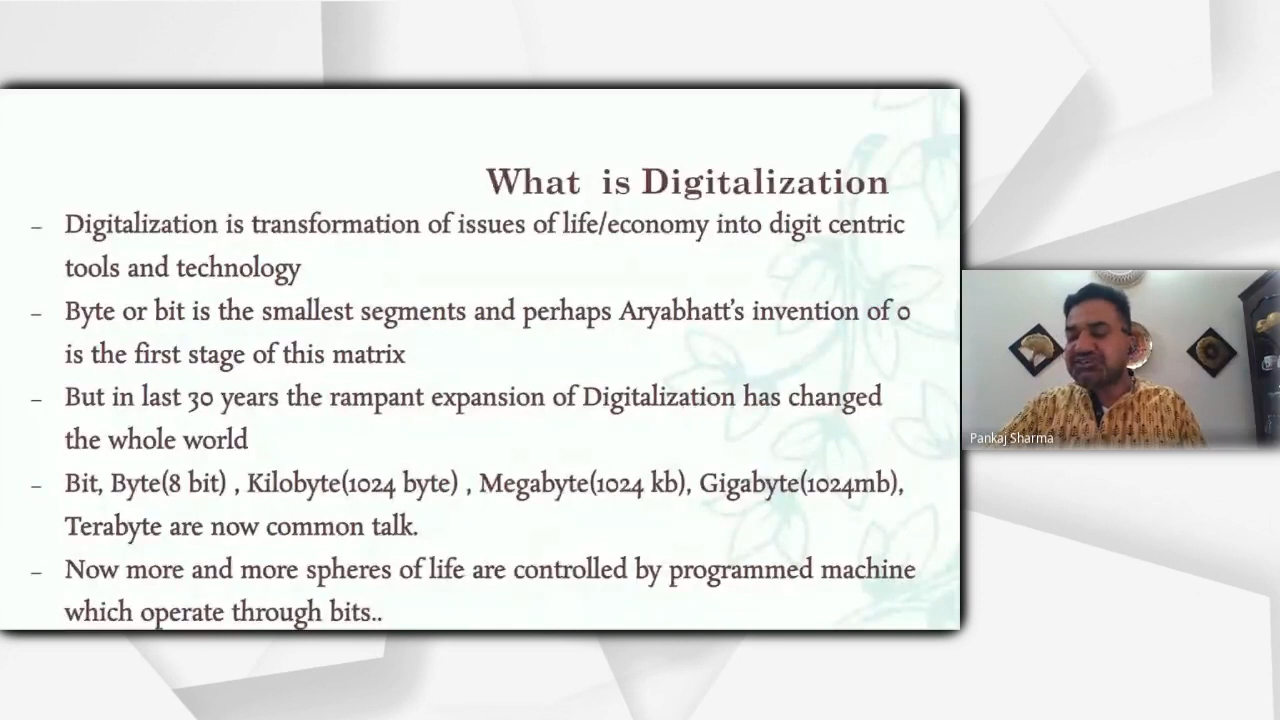 What is Digitalization
– Digitalization is transformation of issues of life/economy into digit centric
tools and technology
– Byte or bit is the smallest segments and perhaps Aryabhatt's invention of 0
is the first stage of this matrix
– But in last 30 years the rampant expansion of Digitalization has changed
the whole world
– Bit, Byte(8 bit) , Kilobyte(1024 byte) , Megabyte(1024 kb), Gigabyte(1024mb),
Terabyte are now common talk.
– Now more and more spheres of life are controlled by programmed machine
which operate through bits..
Pankaj Sharma